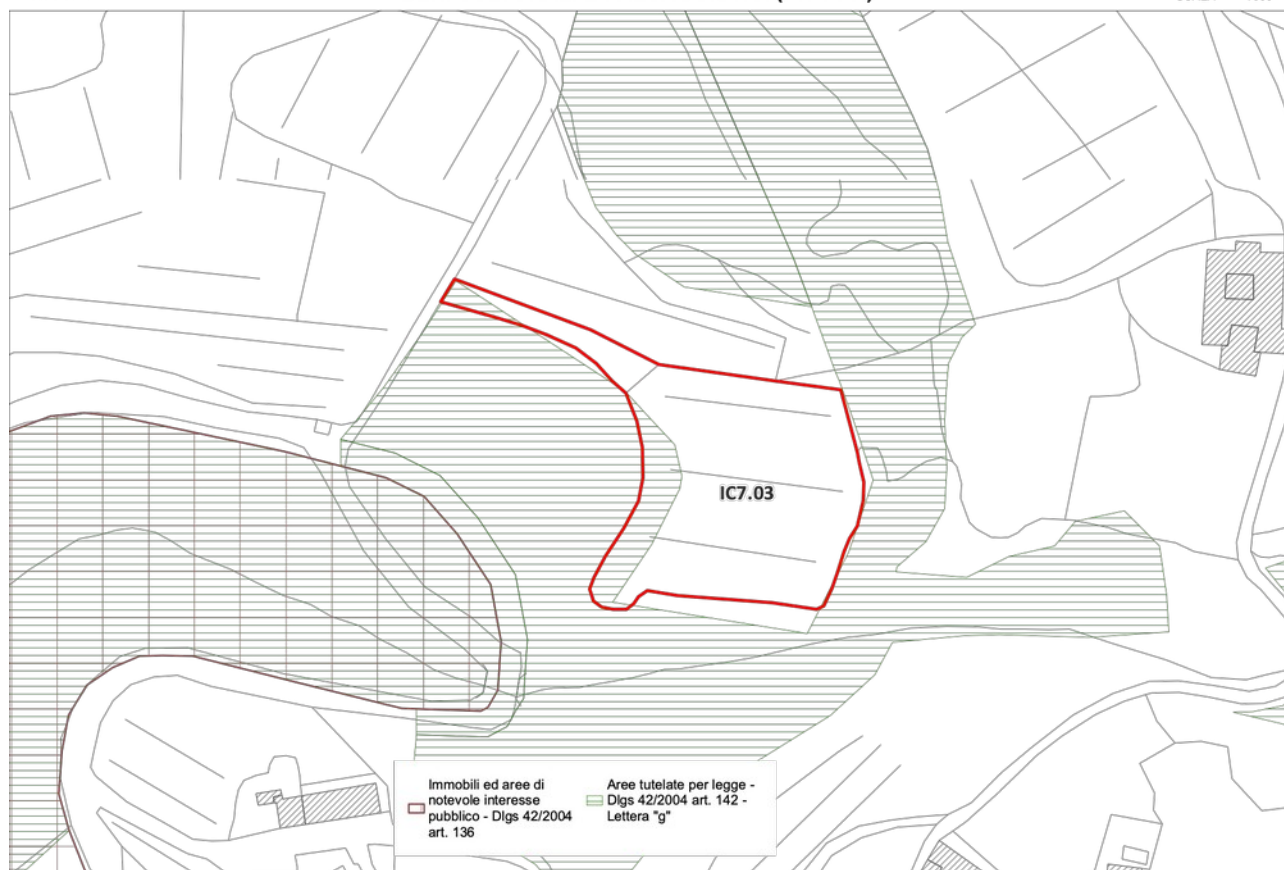 IC7.03
Immobili ed aree di
notevole interesse
pubblico - Dlgs 42/2004
art. 136
Aree tutelate per legge -
Dlgs 42/2004 art. 142 -
Lettera "g"